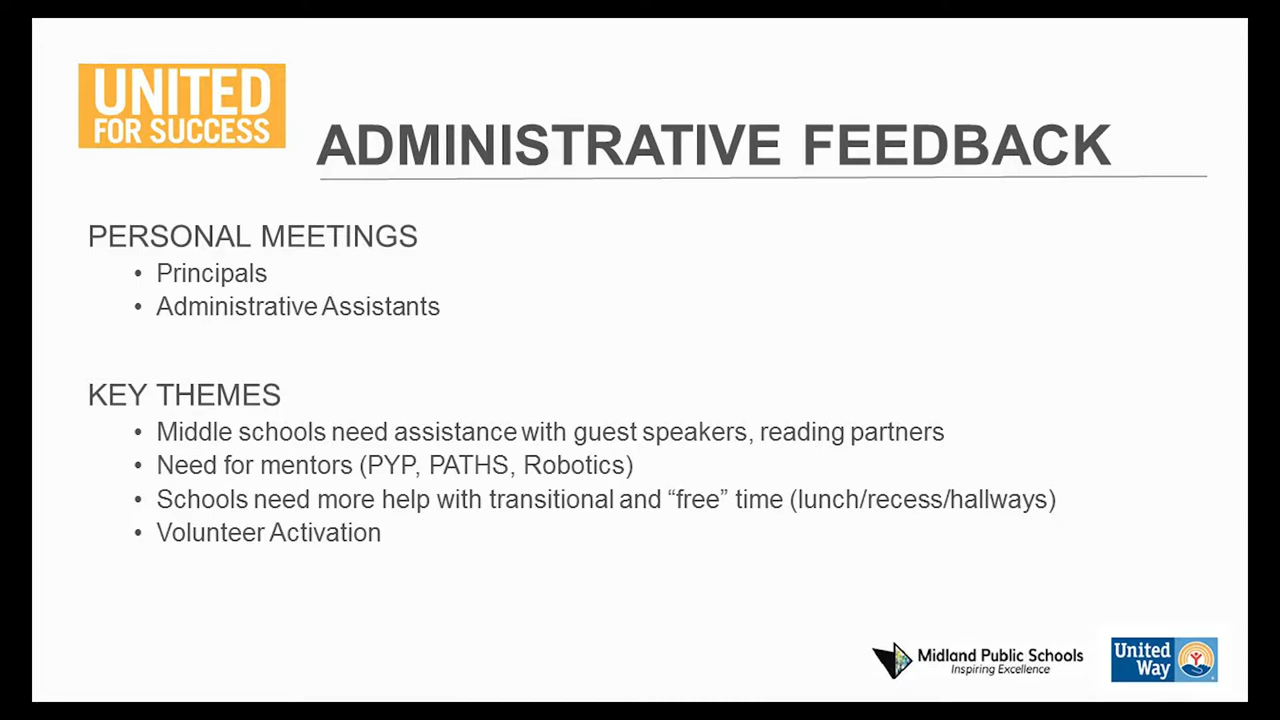 UNITED
FOR SUCCESS
ADMINISTRATIVE FEEDBACK
PERSONAL MEETINGS
• Principals
• Administrative Assistants
KEY THEMES
• Middle schools need assistance with guest speakers, reading partners
• Need for mentors (PYP, PATHS, Robotics)
• Schools need more help with transitional and “free” time (lunch/recess/hallways)
• Volunteer Activation
Midland Public Schools
Inspiring Excellence
United
Way